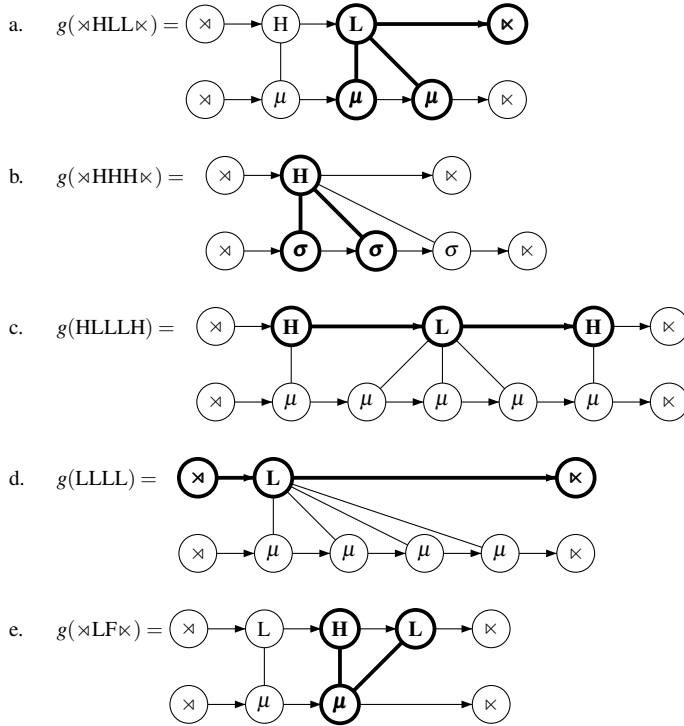 a. g(⋊HLL⋉) = ⋊ H L ⋉
⋊ μ μ μ ⋉
b. g(⋊HHH⋉) = ⋊ H ⋉
⋊ σ σ σ ⋉
c. g(HLLLH) = ⋊ H L H ⋉
⋊ μ μ μ μ μ ⋉
d. g(LLLL) = ⋊ L ⋉
⋊ μ μ μ μ ⋉
e. g(⋊LF⋉) = ⋊ L H L ⋉
⋊ μ μ ⋉